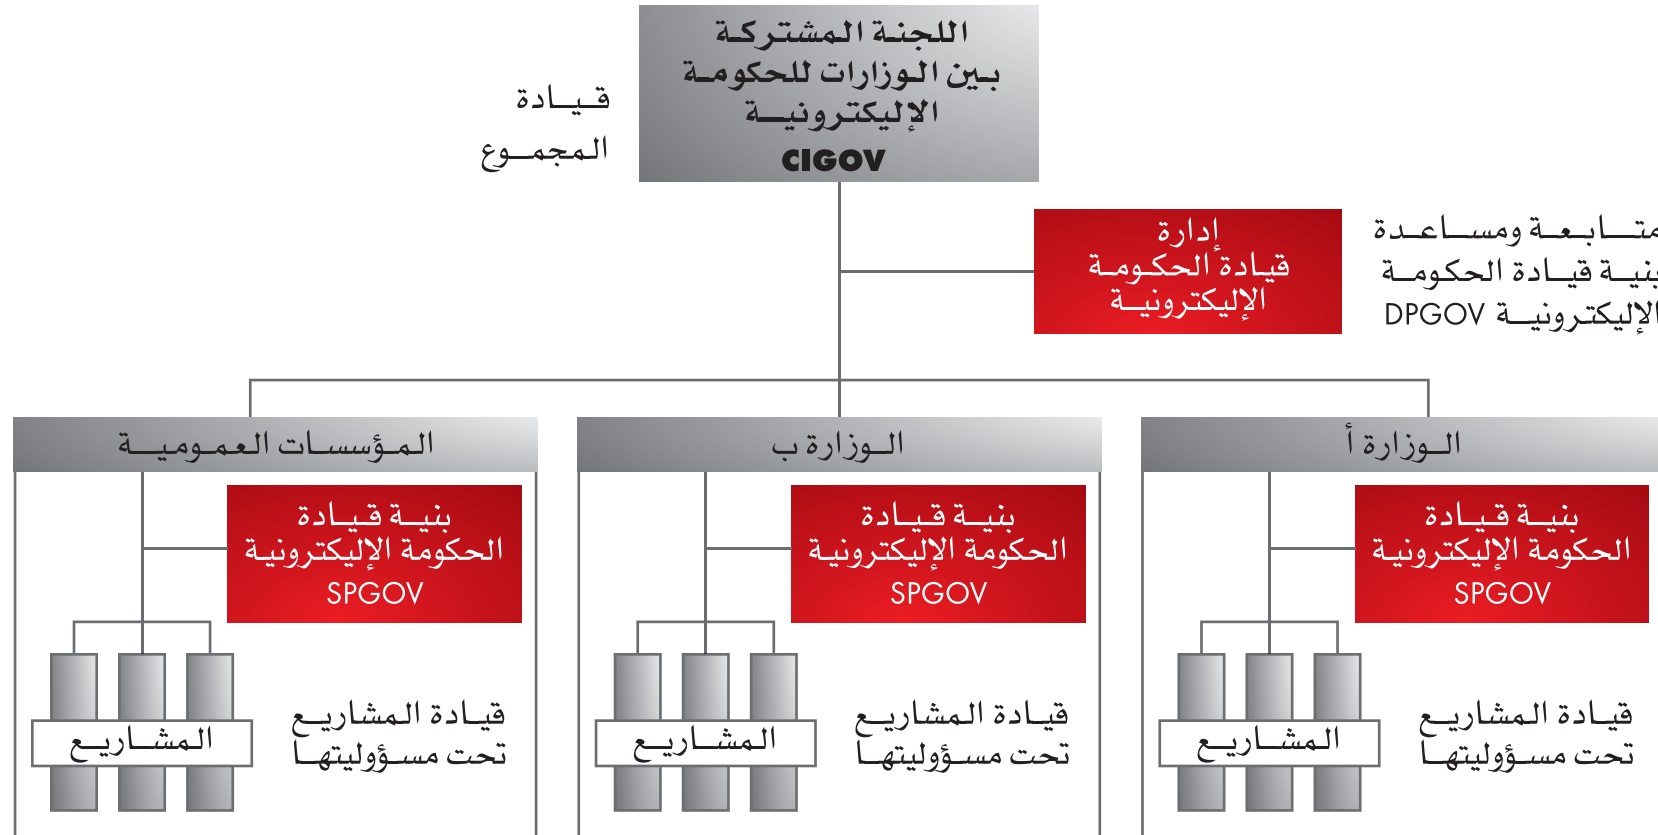 اللجنة المشتركة
بين الوزارات للحكومة
الإليكترونية
CIGOV
قيادة
المجموع
إدارة
قيادة الحكومة
الإليكترونية
متابعة ومساعدة
بنية قيادة الحكومة
الإليكترونية DPGOV
الوزارة أ
بنية قيادة
الحكومة الإليكترونية
SPGOV
قيادة المشاريع
تحت مسؤوليتها
المشاريع
الوزارة ب
بنية قيادة
الحكومة الإليكترونية
SPGOV
قيادة المشاريع
تحت مسؤوليتها
المشاريع
المؤسسات العمومية
بنية قيادة
الحكومة الإليكترونية
SPGOV
قيادة المشاريع
تحت مسؤوليتها
المشاريع